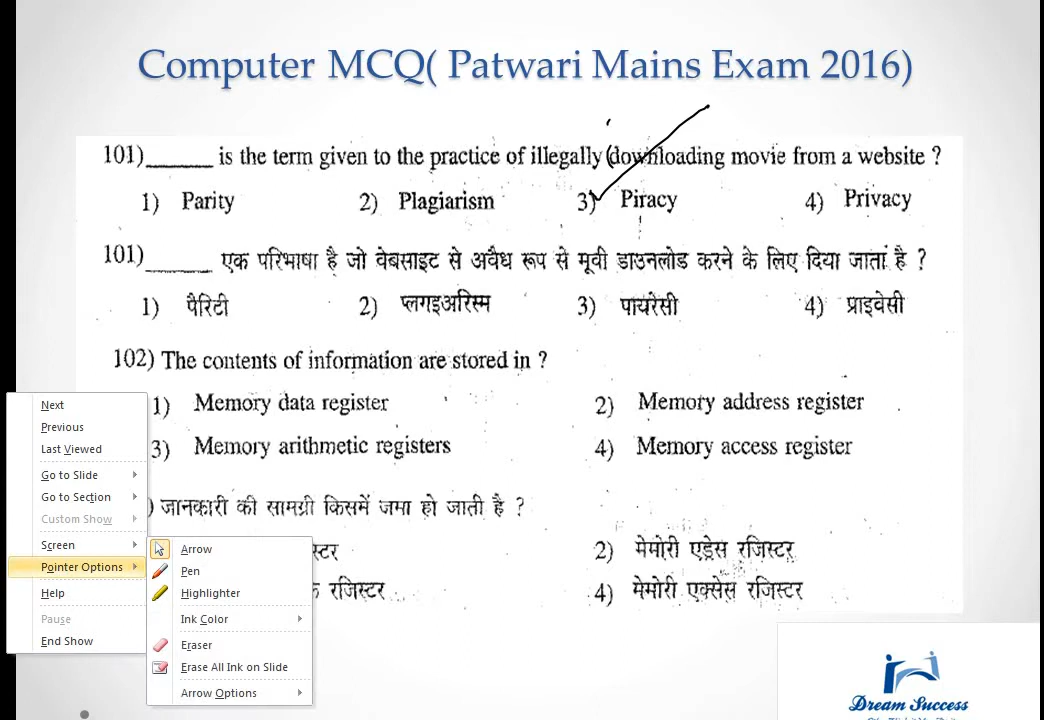 Computer MCQ( Patwari Mains Exam 2016)
101)______ is the term given to the practice of illegally (downloading movie from a website ?
1) Parity 2) Plagiarism 3) Piracy 4) Privacy
101)______ एक परिभाषा है जो वेबसाइट से अवैध रूप से मूवी डाउनलोड करने के लिए दिया जाता है ?
1) पैरिटी 2) प्लगइअरिस्म 3) पायरेसी 4) प्राइवेसी
102) The contents of information are stored in ?
1) Memory data register 2) Memory address register
3) Memory arithmetic registers 4) Memory access register
) जानकारी की सामग्री किसमें जमा हो जाती है ?
स्टर 2) मेमोरी एड्रेस रजिस्टर
रजिस्टर 4) मेमोरी एक्सेस रजिस्टर
Next
Previous
Last Viewed
Go to Slide
Go to Section
Custom Show
Screen
Pointer Options
Help
Pause
End Show
Arrow
Pen
Highlighter
Ink Color
Eraser
Erase All Ink on Slide
Arrow Options
Dream Success